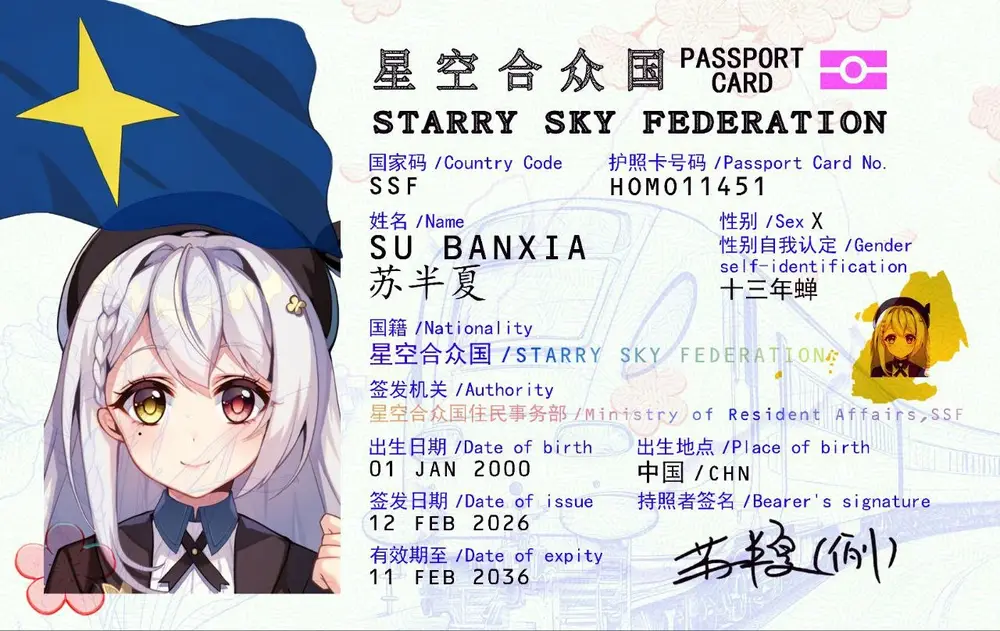 星空合众国 PASSPORT CARD
STARRY SKY FEDERATION
国家码 /Country Code
SSF
护照卡号码 /Passport Card No.
HOMO11451
姓名 /Name
SU BANXIA
苏半夏
性别 /Sex X
性别自我认定 /Gender
self-identification
十三年蝉
国籍 /Nationality
星空合众国 /STARRY SKY FEDERATION
签发机关 /Authority
星空合众国住民事务部 /Ministry of Resident Affairs,SSF
出生日期 /Date of birth
01 JAN 2000
出生地点 /Place of birth
中国 /CHN
签发日期 /Date of issue
12 FEB 2026
持照者签名 /Bearer's signature
苏半夏(例)
有效期至 /Date of expity
11 FEB 2036